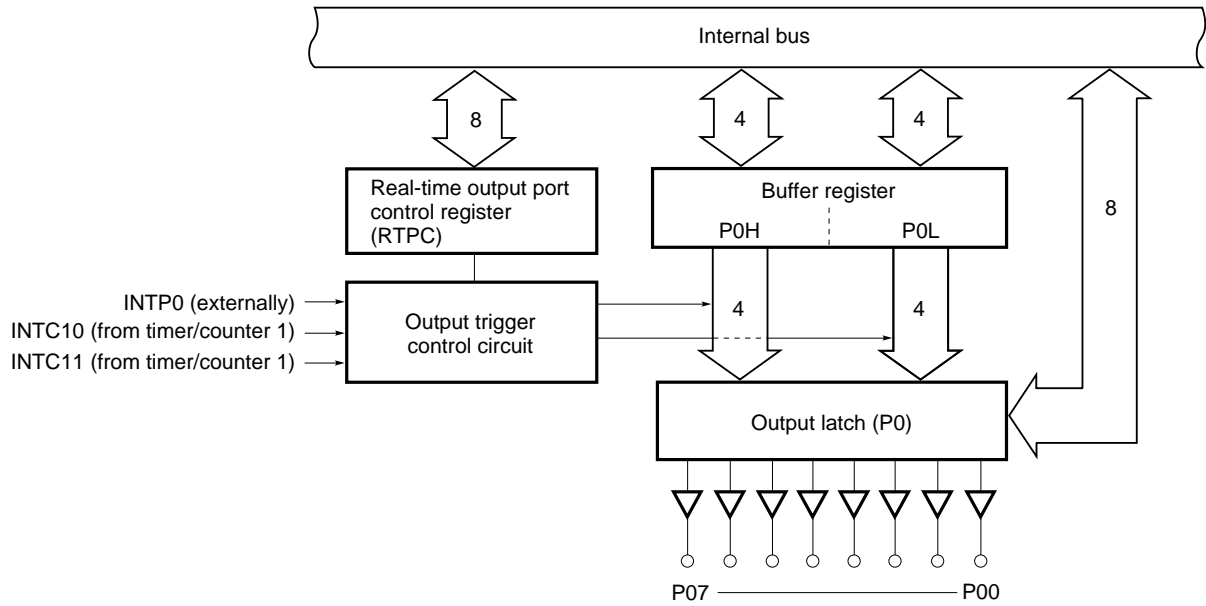 Internal bus
8
4
4
8
Real-time output port
control register
(RTPC)
Buffer register
P0H
P0L
INTP0 (externally)
INTC10 (from timer/counter 1)
INTC11 (from timer/counter 1)
Output trigger
control circuit
4
4
Output latch (P0)
P07
P00